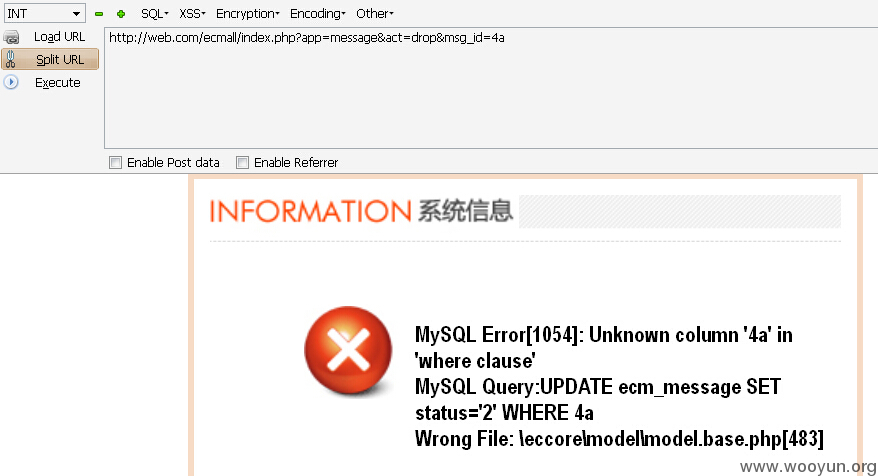 INT SQL▾ XSS▾ Encryption▾ Encoding▾ Other▾
Load URL
Split URL
Execute
http://web.com/ecmall/index.php?app=message&act=drop&msg_id=4a
Enable Post data Enable Referrer
INFORMATION 系统信息
MySQL Error[1054]: Unknown column '4a' in
'where clause'
MySQL Query:UPDATE ecm_message SET
status='2' WHERE 4a
Wrong File: \eccore\model\model.base.php[483]
www.wooyun.org